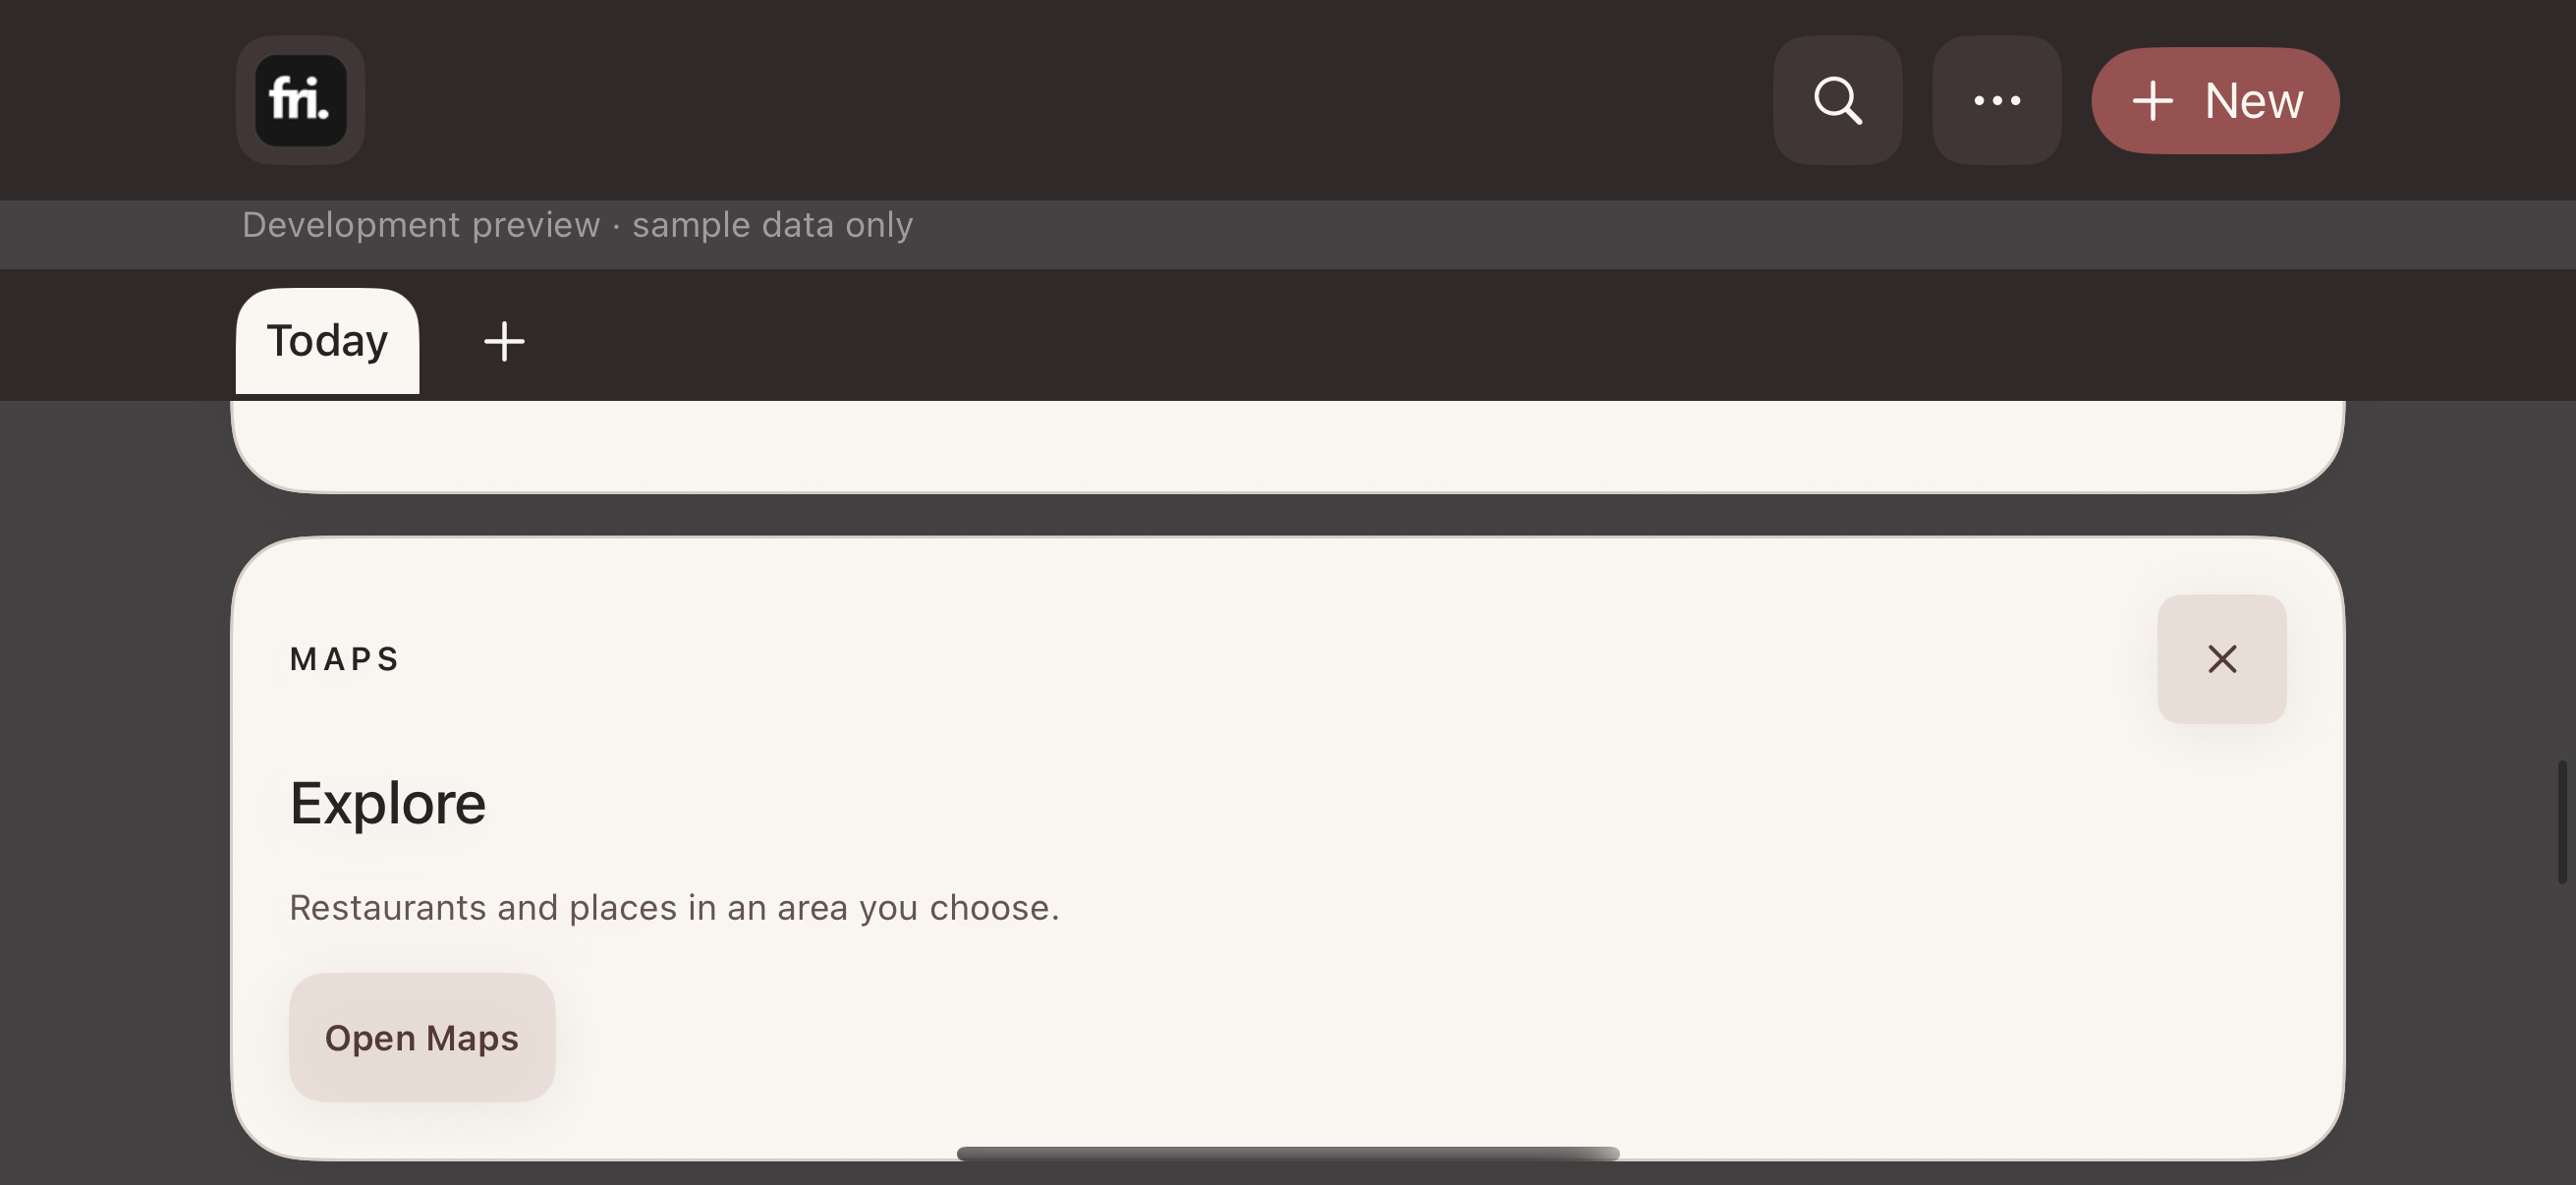 fri.
New
Development preview · sample data only
Today
MAPS
Explore
Restaurants and places in an area you choose.
Open Maps